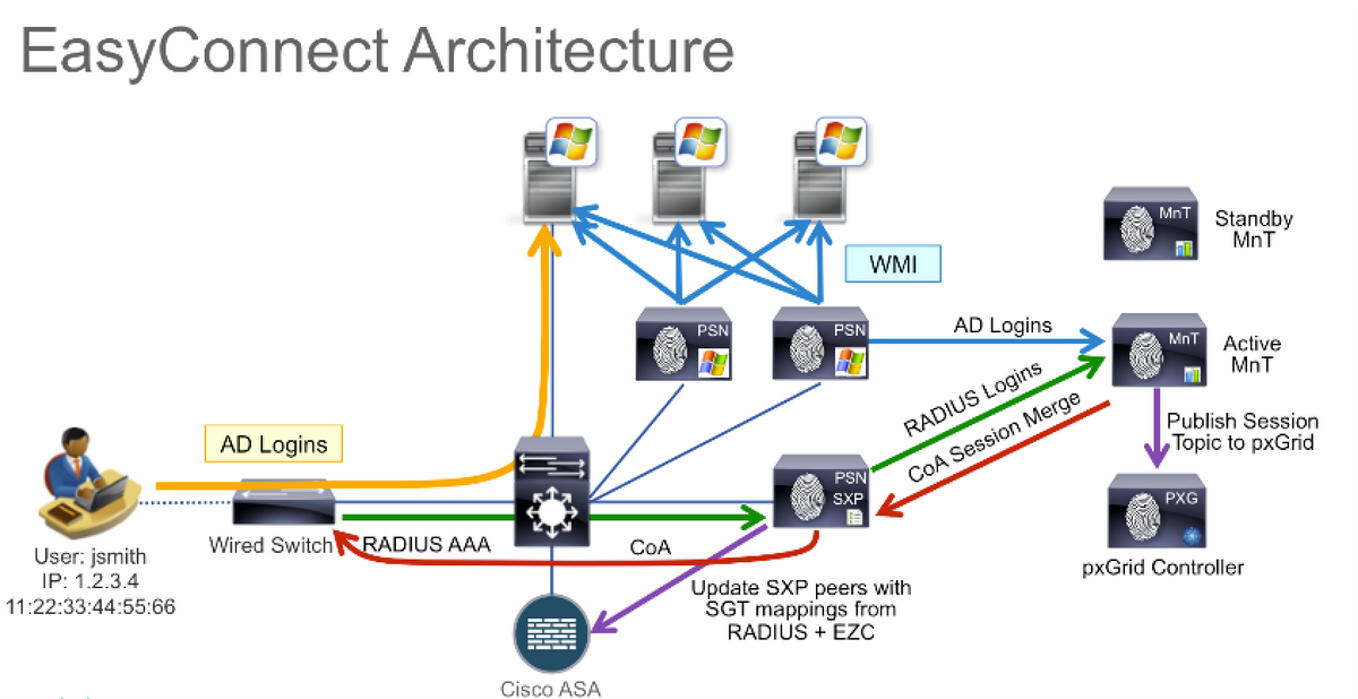 EasyConnect Architecture
MnT
Standby
MnT
WMI
PSN
PSN
AD Logins
MnT
Active
MnT
RADIUS Logins
CoA Session Merge
Publish Session
Topic to pxGrid
AD Logins
PSN
SXP
PXG
Wired Switch
RADIUS AAA
CoA
pxGrid Controller
User: jsmith
IP: 1.2.3.4
11:22:33:44:55:66
Update SXP peers with
SGT mappings from
RADIUS + EZC
Cisco ASA